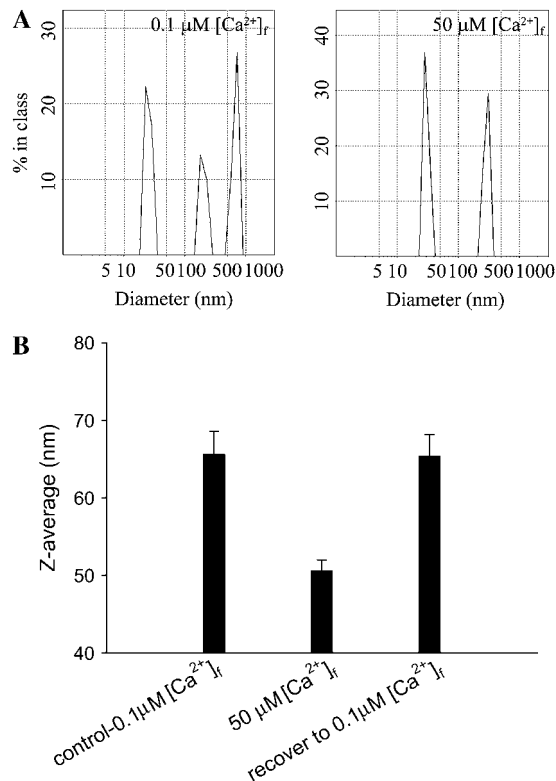 A
0.1 μM [Ca²⁺]f
% in class
30
20
10
5 10 50 100 500 1000
Diameter (nm)
50 μM [Ca²⁺]f
40
30
20
10
5 10 50 100 500 1000
Diameter (nm)
B
Z-average (nm)
80
70
60
50
40
control-0.1μM [Ca²⁺]f
50 μM [Ca²⁺]f
recover to 0.1μM [Ca²⁺]f